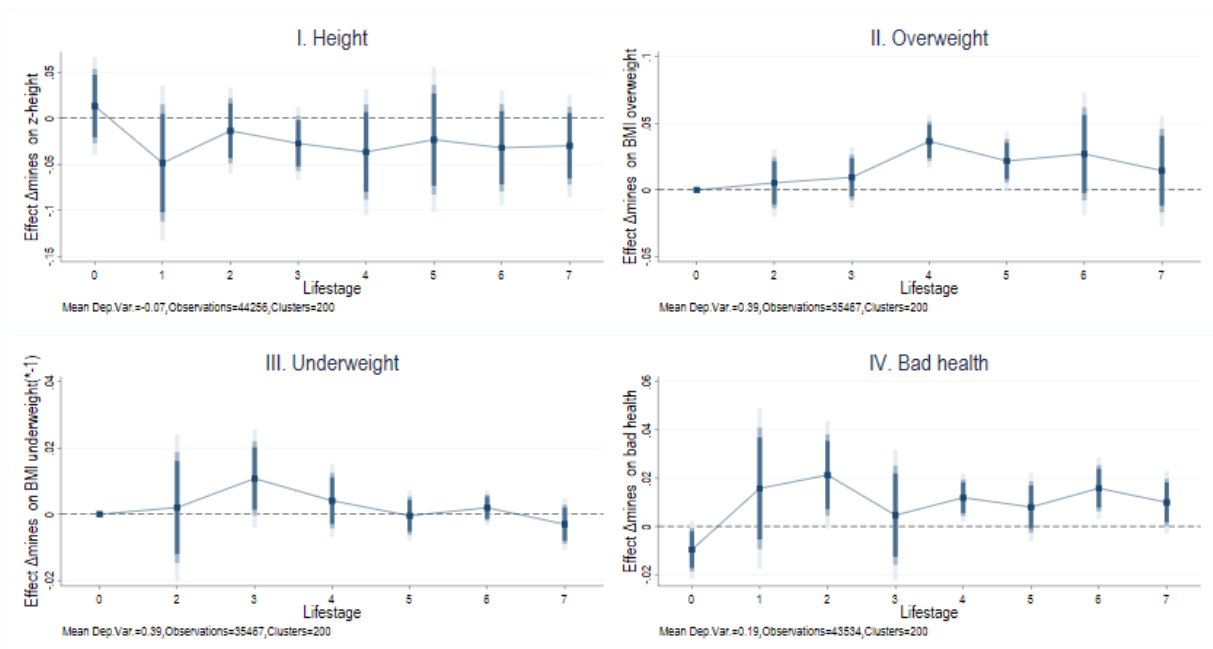 I. Height
Effect Δmines on z-height
.05
0
-.05
-.1
-.15
0 1 2 3 4 5 6 7
Lifestage
Mean Dep.Var.=-0.07,Observations=44256,Clusters=200
II. Overweight
Effect Δmines on BMI overweight
.1
.05
0
-.05
0 2 3 4 5 6 7
Lifestage
Mean Dep.Var.=0.39,Observations=35467,Clusters=200
III. Underweight
Effect Δmines on BMI underweight(*-1)
.04
.02
0
-.02
0 2 3 4 5 6 7
Lifestage
Mean Dep.Var.=0.39,Observations=35467,Clusters=200
IV. Bad health
Effect Δmines on bad health
.06
.04
.02
0
-.02
0 1 2 3 4 5 6 7
Lifestage
Mean Dep.Var.=0.19,Observations=43534,Clusters=200